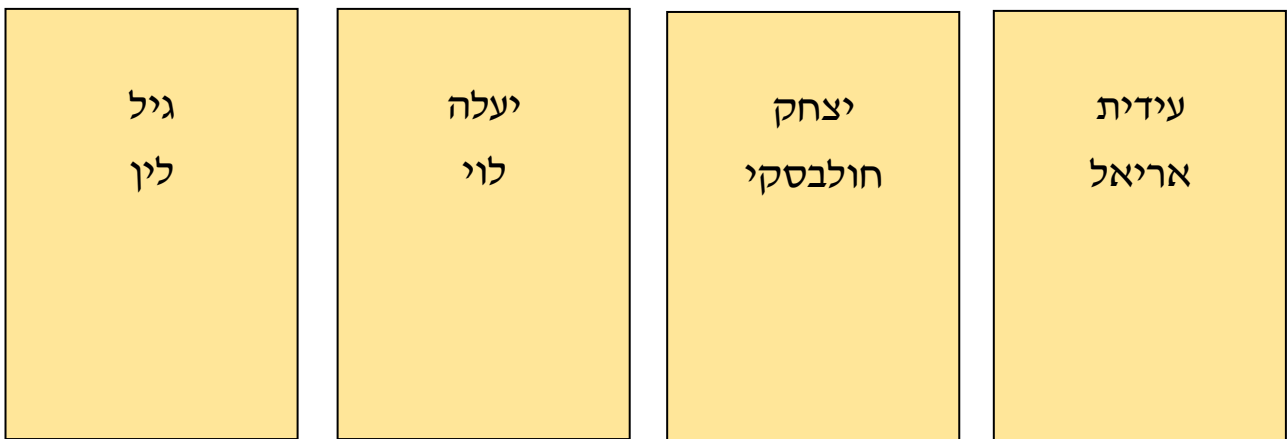 עידית
אריאל
יצחק
חולבסקי
יעלה
לוי
גיל
לין